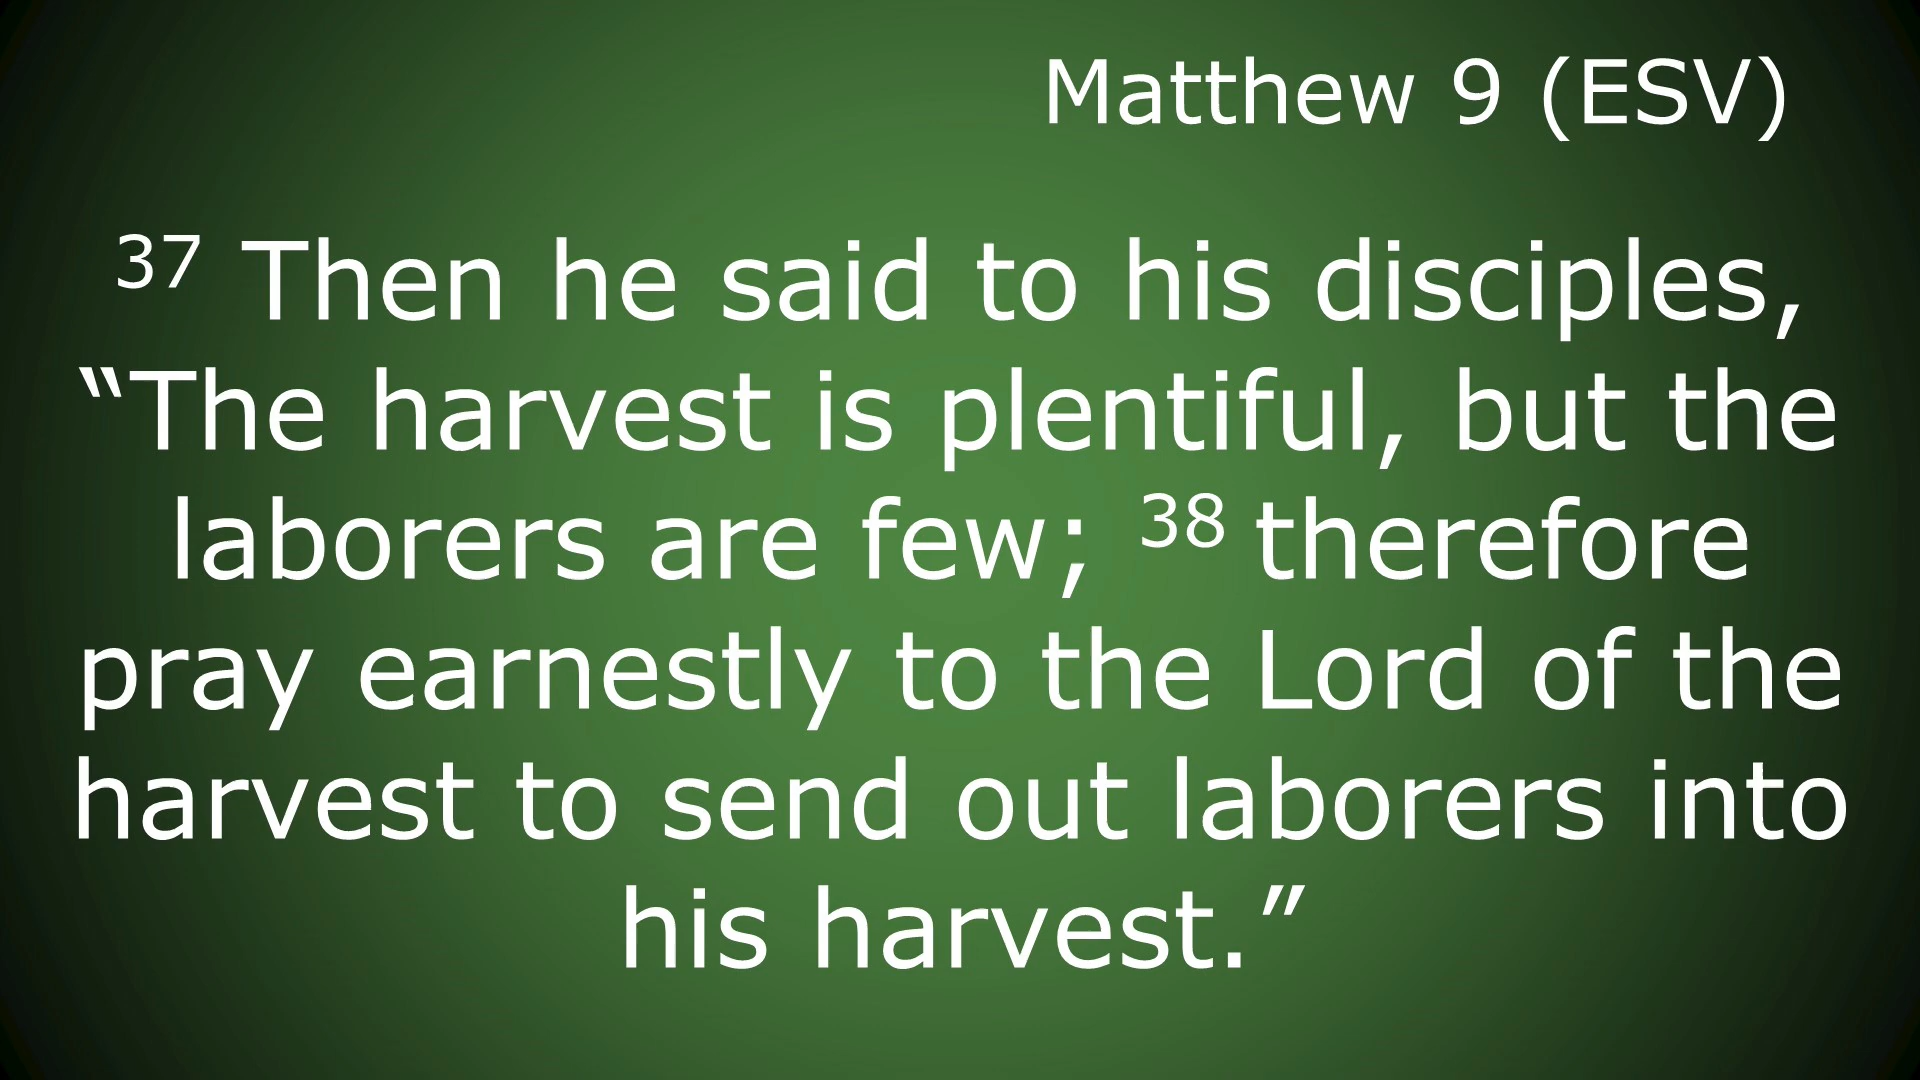 Matthew 9 (ESV)
37 Then he said to his disciples,
“The harvest is plentiful, but the
laborers are few; 38 therefore
pray earnestly to the Lord of the
harvest to send out laborers into
his harvest.”